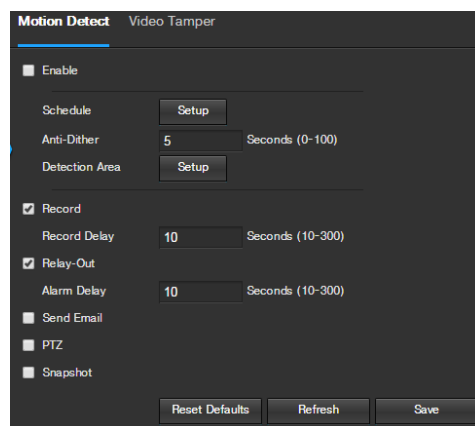 Motion Detect Video Tamper
Enable
Schedule Setup
Anti-Dither 5 Seconds (0-100)
Detection Area Setup
Record
Record Delay 10 Seconds (10-300)
Relay-Out
Alarm Delay 10 Seconds (10-300)
Send Email
PTZ
Snapshot
Reset Defaults Refresh Save